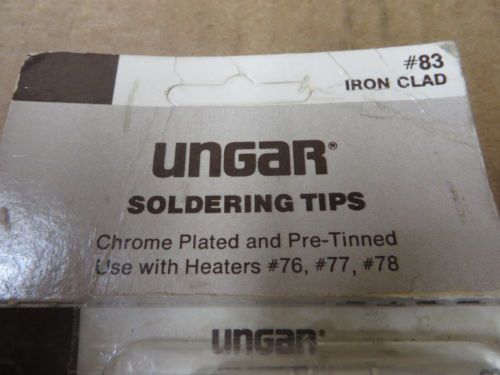 #83
IRON CLAD
ungar®
SOLDERING TIPS
Chrome Plated and Pre-Tinned
Use with Heaters #76, #77, #78
ungar